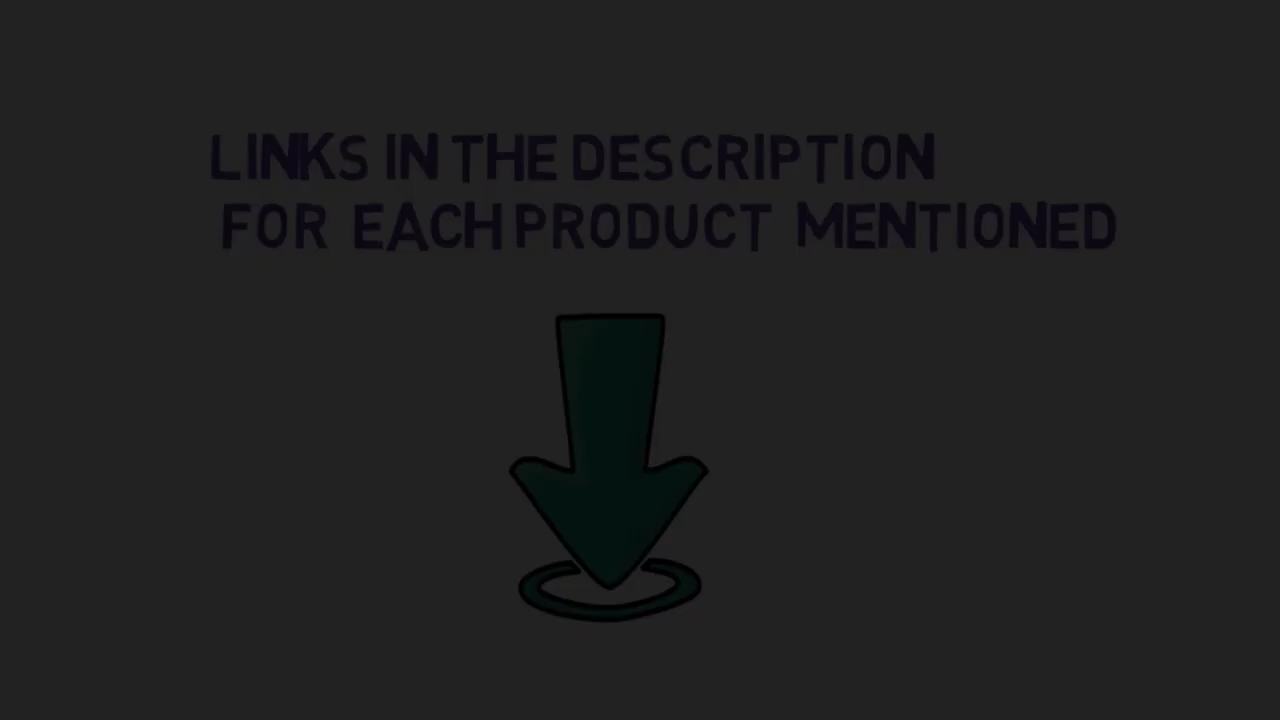 LINKS IN THE DESCRIPTION
FOR EACH PRODUCT MENTIONED